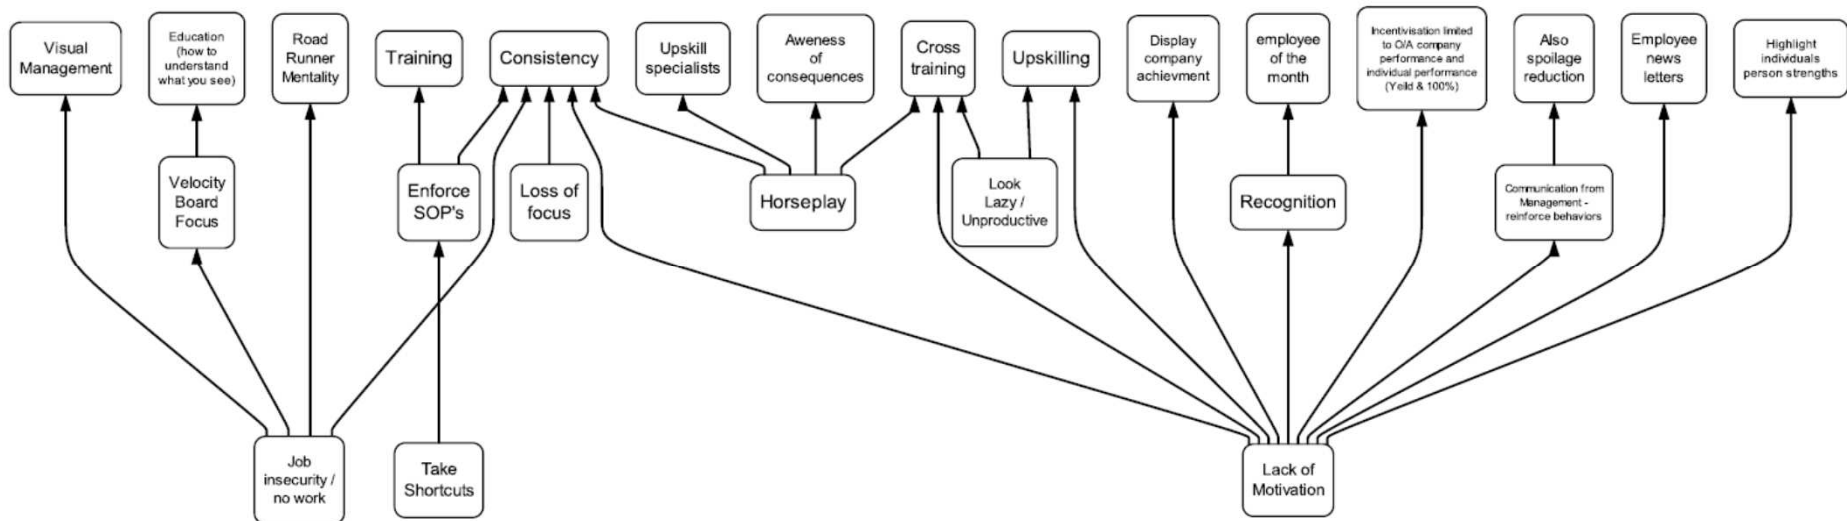 Visual
Management
Education
(how to
understand
what you see)
Road
Runner
Mentality
Training
Consistency
Upskill
specialists
Aweness
of
consequences
Cross
training
Upskilling
Display
company
achievment
employee
of the
month
Incentivisation limited
to O/A company
performance and
individual performance
(Yeild & 100%)
Also
spoilage
reduction
Employee
news
letters
Highlight
individuals
person strengths
Velocity
Board
Focus
Enforce
SOP's
Loss of
focus
Horseplay
Look
Lazy /
Unproductive
Recognition
Communication from
Management -
reinforce behaviors
Job
insecurity /
no work
Take
Shortcuts
Lack of
Motivation